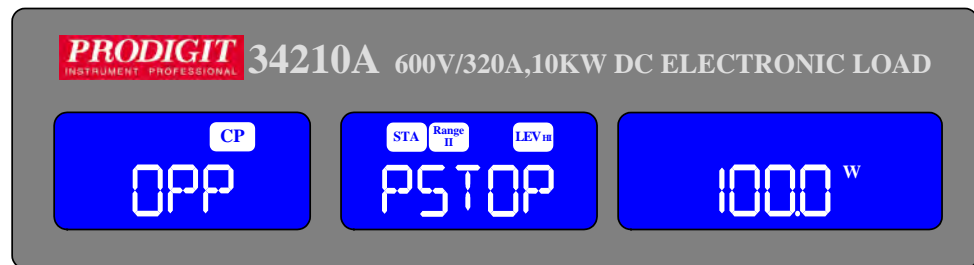 PRODIGIT
INSTRUMENT PROFESSIONAL
34210A 600V/320A,10KW DC ELECTRONIC LOAD
CP
OPP
STA Range II LEV HI
PSTOP
100.0 W